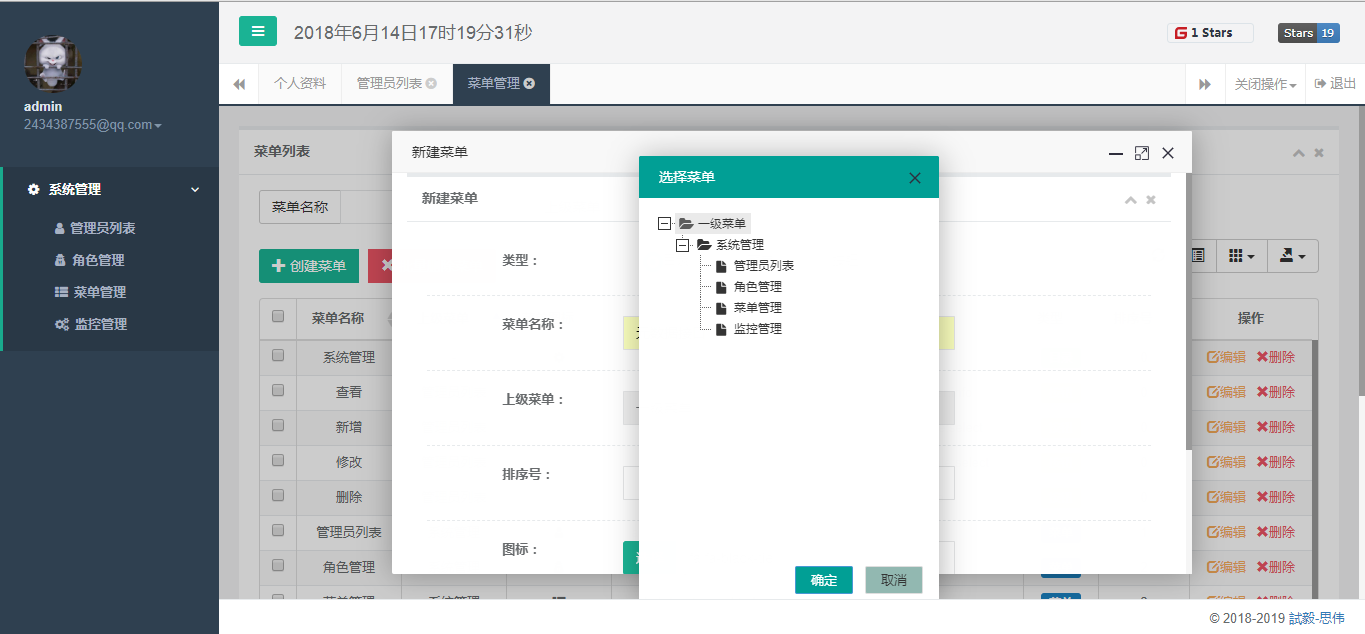 2018年6月14日17时19分31秒
1 Stars
Stars 19
admin
2434387555@qq.com
个人资料
管理员列表
菜单管理
关闭操作
退出
系统管理
管理员列表
角色管理
菜单管理
监控管理
菜单列表
菜单名称
创建菜单
菜单名称
操作
系统管理
编辑 删除
查看
编辑 删除
新增
编辑 删除
修改
编辑 删除
删除
编辑 删除
管理员列表
编辑 删除
角色管理
编辑 删除
新建菜单
新建菜单
类型：
菜单名称：
上级菜单：
排序号：
图标：
选择菜单
一级菜单
系统管理
管理员列表
角色管理
菜单管理
监控管理
确定
取消
© 2018-2019 試毅-思伟